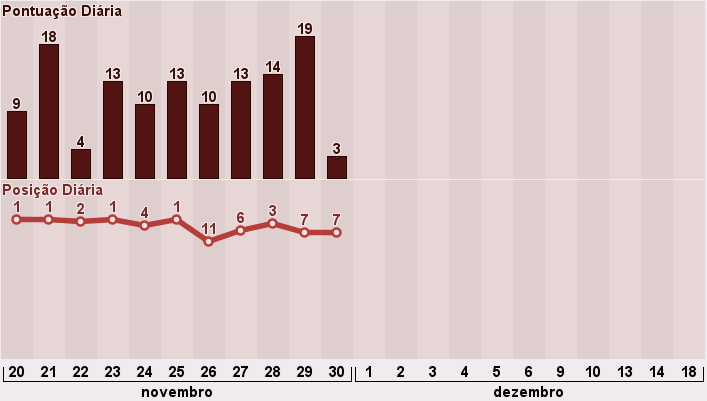 Pontuação Diária
9 18 4 13 10 13 10 13 14 19 3
Posição Diária
1 1 2 1 4 1 11 6 3 7 7
20 21 22 23 24 25 26 27 28 29 30 1 2 3 4 5 6 9 10 13 14 18
novembro dezembro